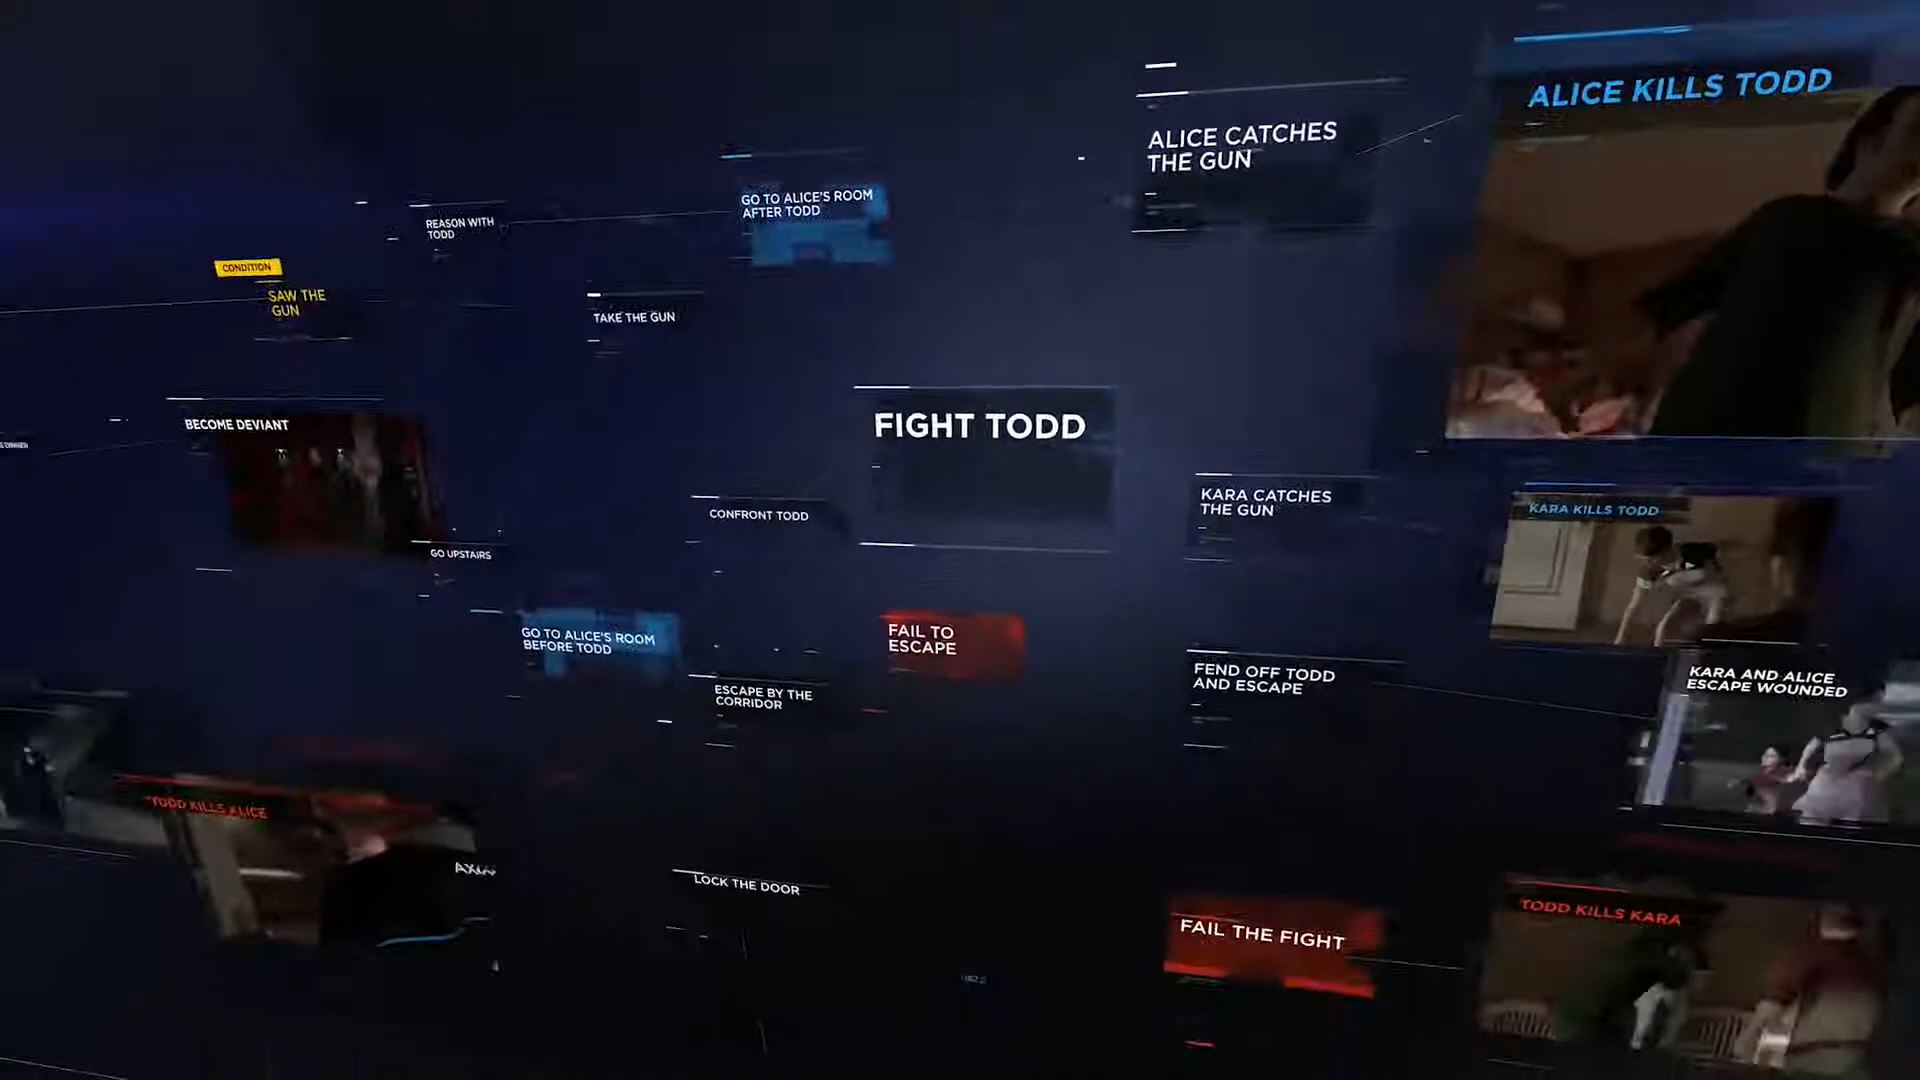 ALICE KILLS TODD
ALICE CATCHES
THE GUN
GO TO ALICE'S ROOM
AFTER TODD
REASON WITH
TODD
CONDITION
SAW THE
GUN
TAKE THE GUN
BECOME DEVIANT
FIGHT TODD
KARA CATCHES
THE GUN
KARA KILLS TODD
CONFRONT TODD
GO UPSTAIRS
GO TO ALICE'S ROOM
BEFORE TODD
FAIL TO
ESCAPE
FEND OFF TODD
AND ESCAPE
KARA AND ALICE
ESCAPE WOUNDED
ESCAPE BY THE
CORRIDOR
TODD KILLS ALICE
LOCK THE DOOR
FAIL THE FIGHT
TODD KILLS KARA